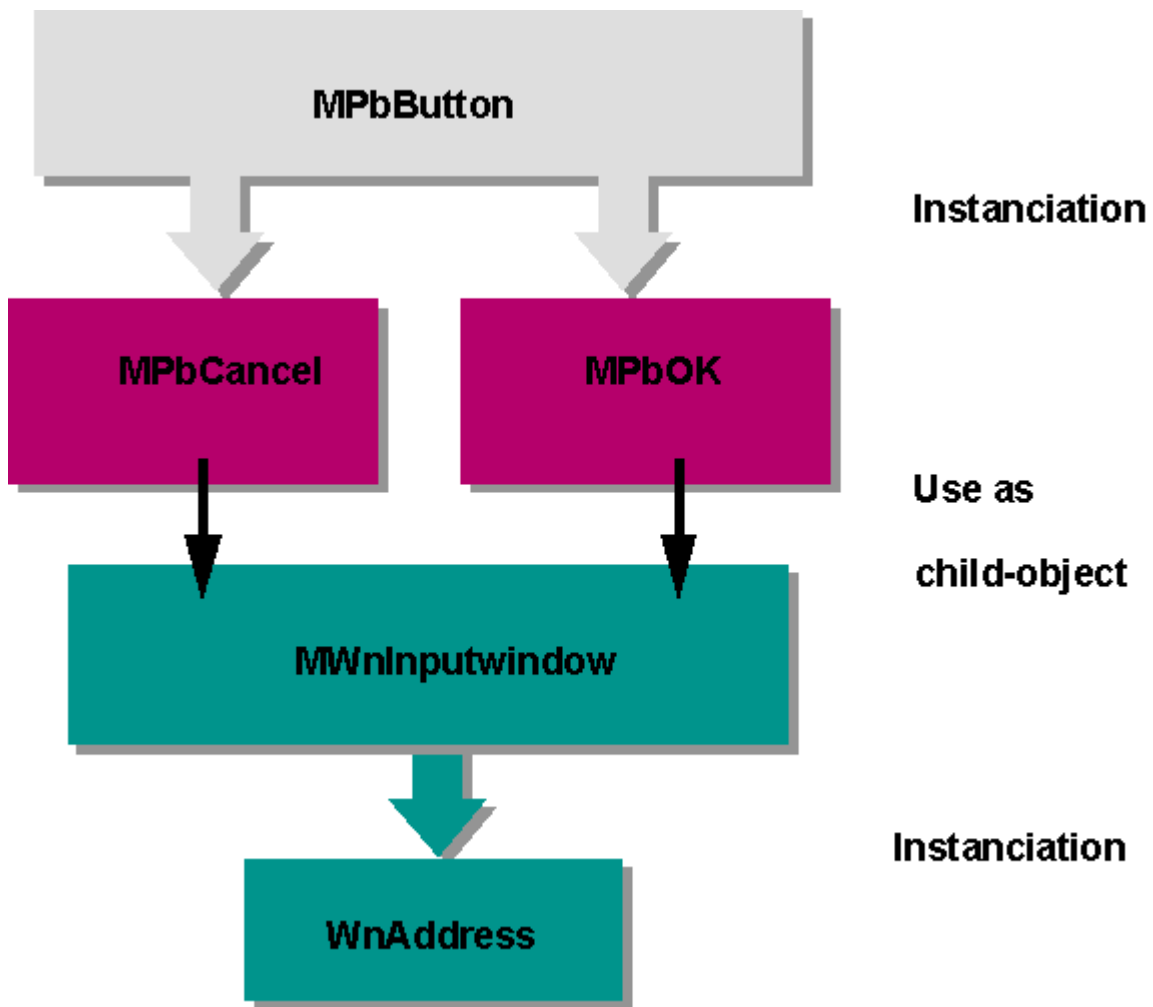 MPbButton
Instanciation
MPbCancel
MPbOK
Use as
child-object
MWnInputwindow
Instanciation
WnAddress